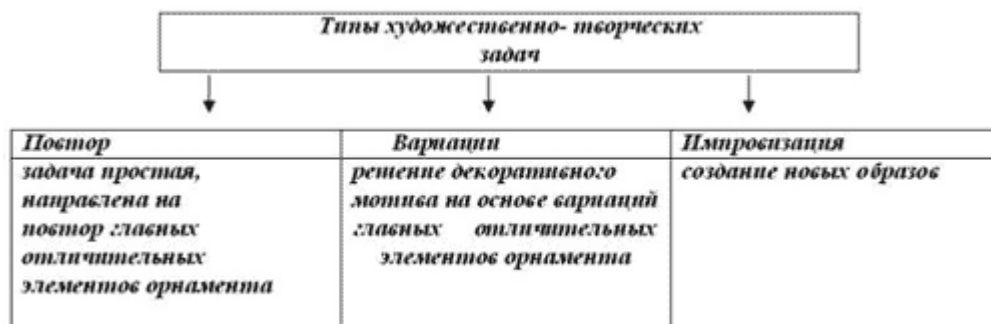 Типы художественно- творческих
задач
Повтор
задача простая,
направлена на
повтор главных
отличительных
элементов орнамента
Вариации
решение декоративного
мотива на основе вариаций
главных отличительных
элементов орнамента
Импровизация
создание новых образов